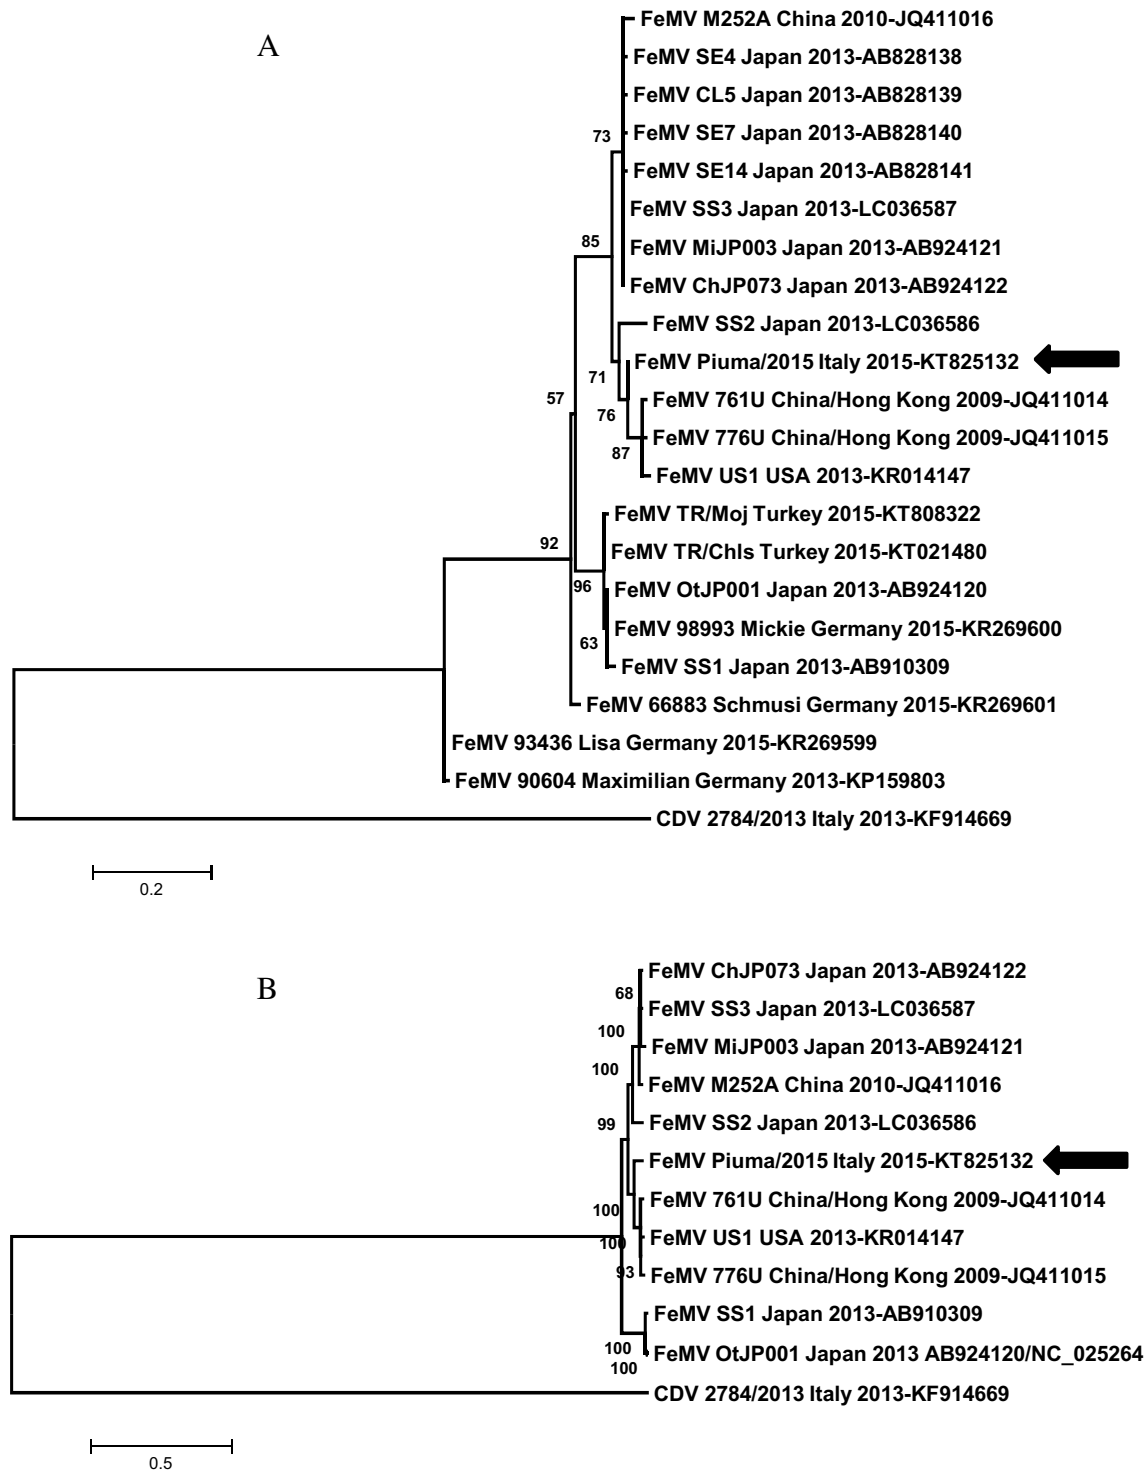 A
FeMV M252A China 2010-JQ411016
FeMV SE4 Japan 2013-AB828138
FeMV CL5 Japan 2013-AB828139
FeMV SE7 Japan 2013-AB828140
73
FeMV SE14 Japan 2013-AB828141
FeMV SS3 Japan 2013-LC036587
85
FeMV MiJP003 Japan 2013-AB924121
FeMV ChJP073 Japan 2013-AB924122
FeMV SS2 Japan 2013-LC036586
FeMV Piuma/2015 Italy 2015-KT825132
71
57
FeMV 761U China/Hong Kong 2009-JQ411014
76
FeMV 776U China/Hong Kong 2009-JQ411015
87
FeMV US1 USA 2013-KR014147
FeMV TR/Moj Turkey 2015-KT808322
92
FeMV TR/Chls Turkey 2015-KT021480
96
FeMV OtJP001 Japan 2013-AB924120
FeMV 98993 Mickie Germany 2015-KR269600
63
FeMV SS1 Japan 2013-AB910309
FeMV 66883 Schmusi Germany 2015-KR269601
FeMV 93436 Lisa Germany 2015-KR269599
FeMV 90604 Maximilian Germany 2013-KP159803
CDV 2784/2013 Italy 2013-KF914669
0.2
B
FeMV ChJP073 Japan 2013-AB924122
68
FeMV SS3 Japan 2013-LC036587
100
FeMV MiJP003 Japan 2013-AB924121
100
FeMV M252A China 2010-JQ411016
99
FeMV SS2 Japan 2013-LC036586
FeMV Piuma/2015 Italy 2015-KT825132
FeMV 761U China/Hong Kong 2009-JQ411014
100
FeMV US1 USA 2013-KR014147
100
93
FeMV 776U China/Hong Kong 2009-JQ411015
FeMV SS1 Japan 2013-AB910309
100
FeMV OtJP001 Japan 2013 AB924120/NC_025264
100
CDV 2784/2013 Italy 2013-KF914669
0.5